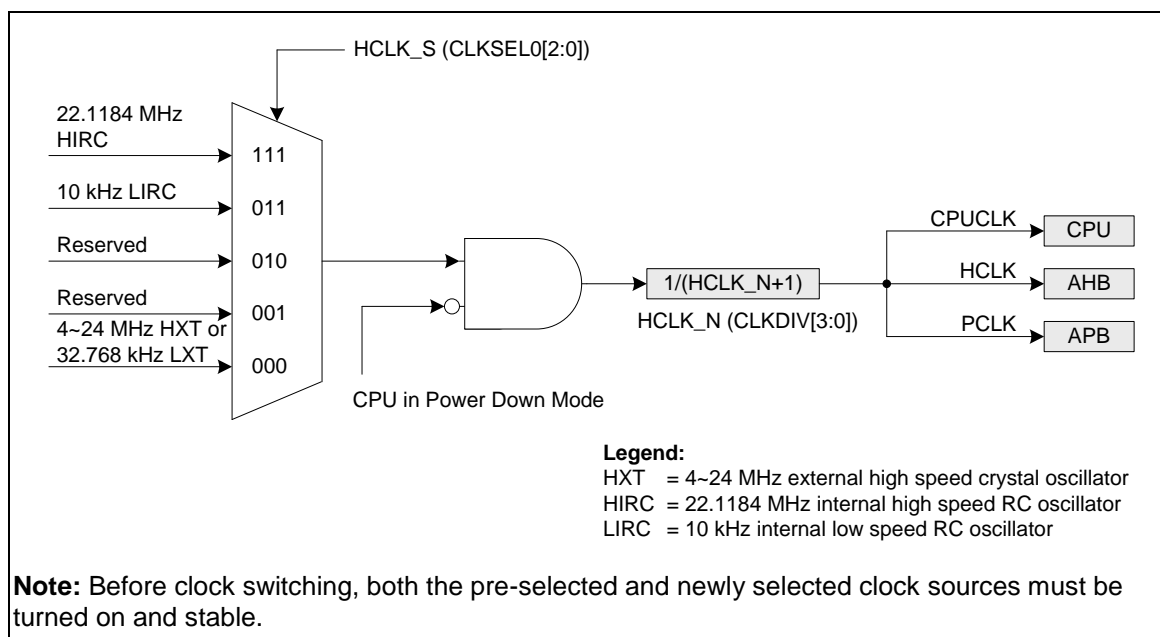 HCLK_S (CLKSEL0[2:0])
22.1184 MHz
HIRC
111
10 kHz LIRC
011
Reserved
010
Reserved
001
4~24 MHz HXT or
32.768 kHz LXT
000
CPU in Power Down Mode
1/(HCLK_N+1)
HCLK_N (CLKDIV[3:0])
CPUCLK
CPU
HCLK
AHB
PCLK
APB
Legend:
HXT = 4~24 MHz external high speed crystal oscillator
HIRC = 22.1184 MHz internal high speed RC oscillator
LIRC = 10 kHz internal low speed RC oscillator
Note: Before clock switching, both the pre-selected and newly selected clock sources must be
turned on and stable.